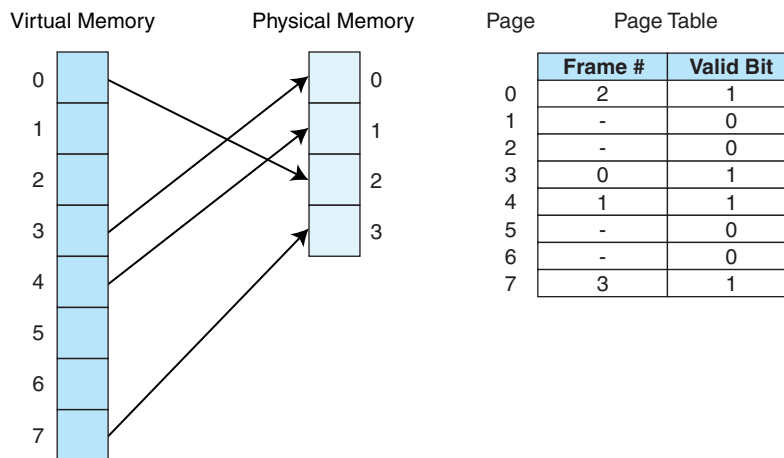 Virtual Memory
0
1
2
3
4
5
6
7
Physical Memory
0
1
2
3
Page Page Table
Frame # Valid Bit
0 2 1
1 - 0
2 - 0
3 0 1
4 1 1
5 - 0
6 - 0
7 3 1